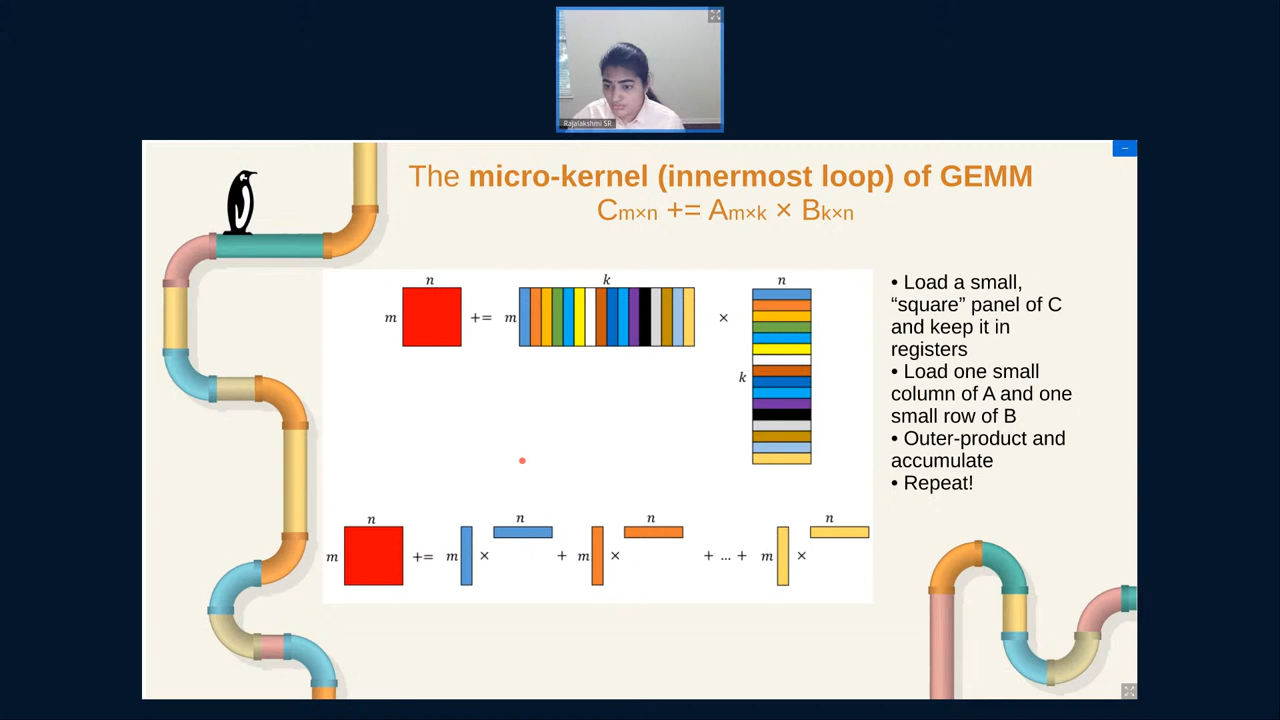 Rajalakshmi SR
The micro-kernel (innermost loop) of GEMM
Cm×n += Am×k × Bk×n
n k n
m += m ×
k
• Load a small,
“square” panel of C
and keep it in
registers
• Load one small
column of A and one
small row of B
• Outer-product and
accumulate
• Repeat!
n n n n
m += m × + m × + ... + m ×